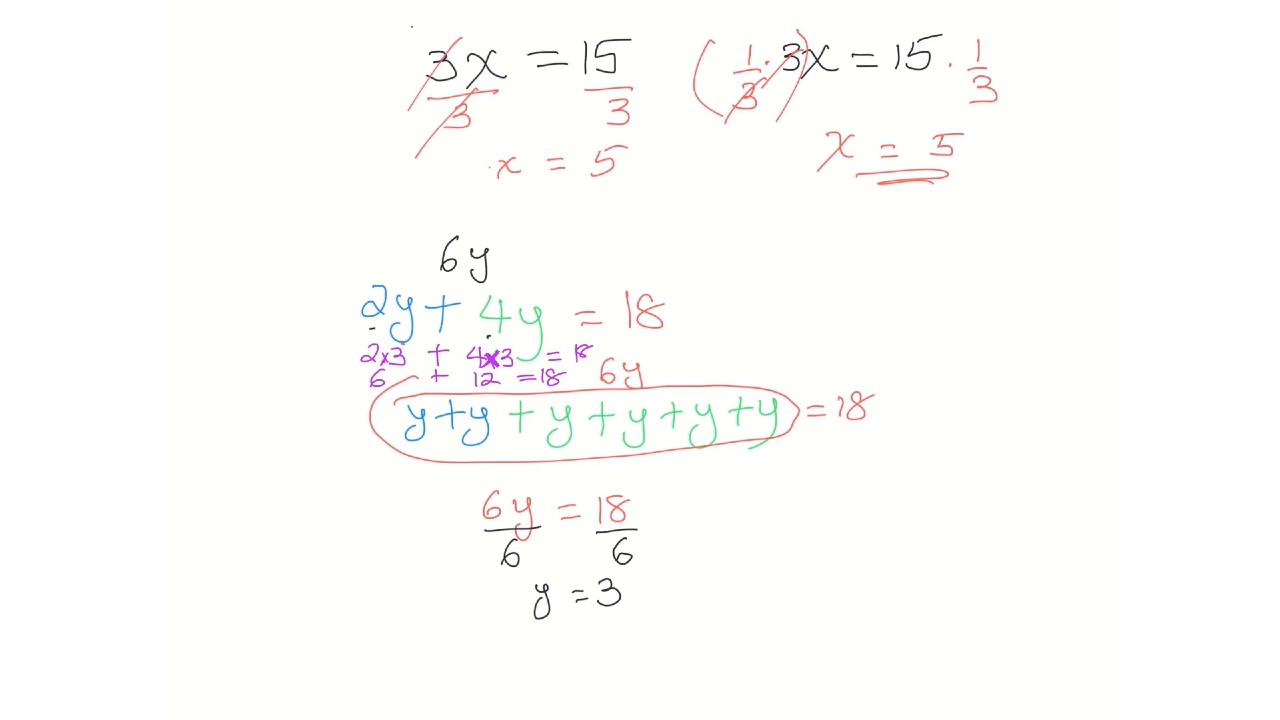 3x = 15 (1/3 · 3)x = 15 · 1/3
3 3
x = 5 x = 5
6y
2y + 4y = 18
2x3 + 4x3 = 18
6 + 12 = 18 6y
y + y + y + y + y + y = 18
6y = 18
6 6
y = 3